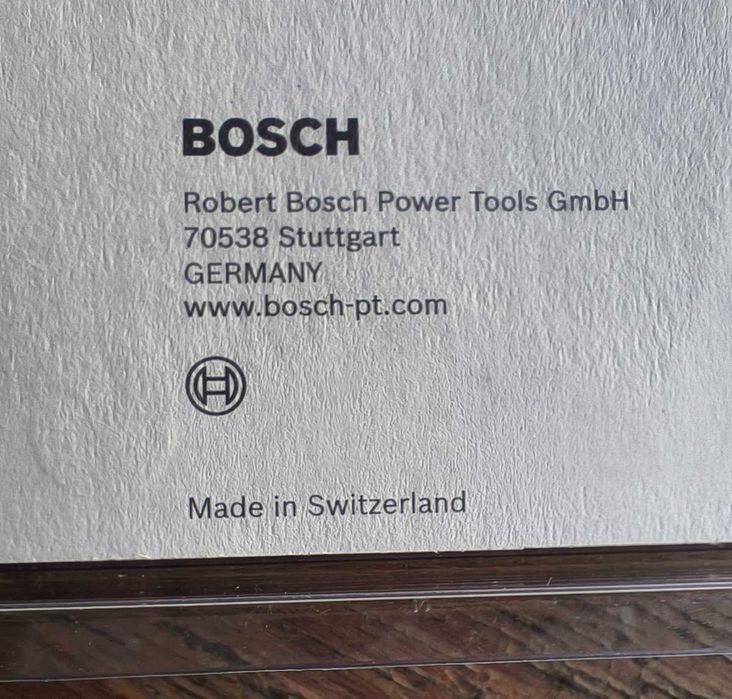 BOSCH
Robert Bosch Power Tools GmbH
70538 Stuttgart
GERMANY
www.bosch-pt.com
Made in Switzerland